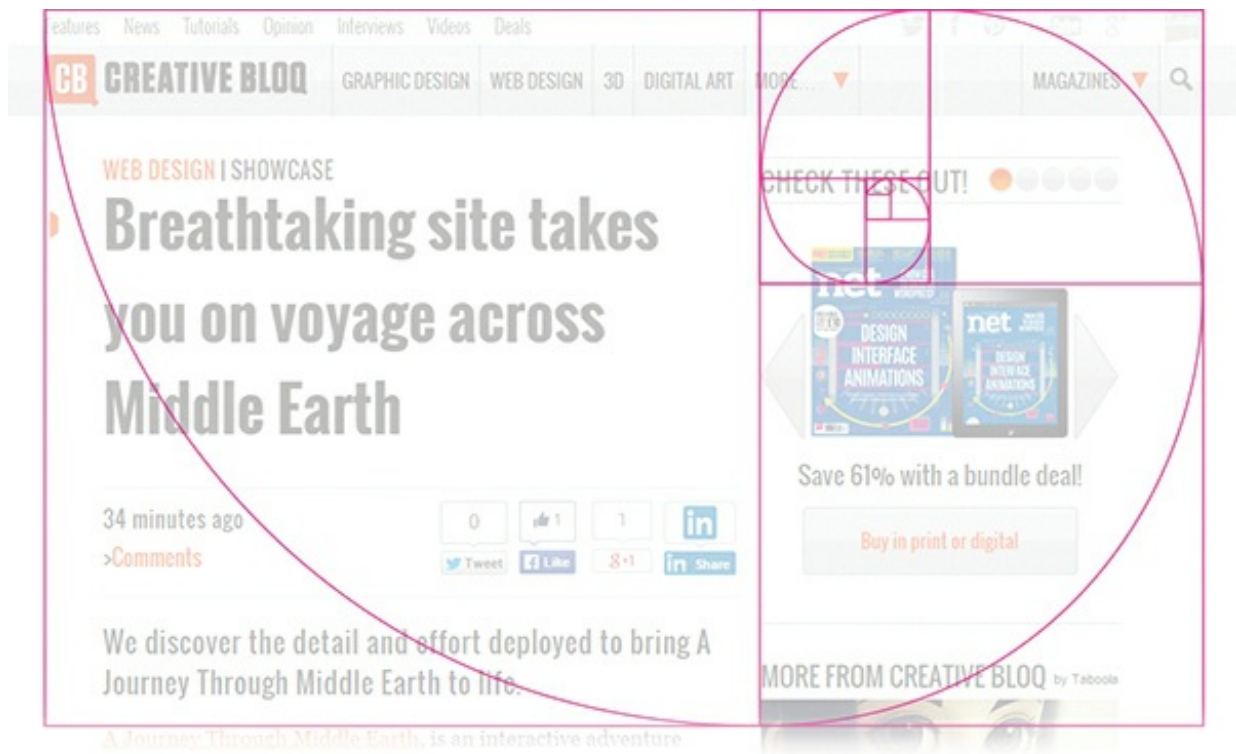 Features News Tutorials Opinion Interviews Videos Deals
CB CREATIVE BLOQ GRAPHIC DESIGN WEB DESIGN 3D DIGITAL ART MORE... MAGAZINES
WEB DESIGN | SHOWCASE
Breathtaking site takes
you on voyage across
Middle Earth
34 minutes ago
>Comments
0 1 1 in
Tweet Like g+1 in Share
We discover the detail and effort deployed to bring A
Journey Through Middle Earth to life.
A Journey Through Middle Earth, is an interactive adventure
CHECK THESE OUT!
net
DESIGN
INTERFACE
ANIMATIONS
net
DESIGN
INTERFACE
ANIMATIONS
Save 61% with a bundle deal!
Buy in print or digital
MORE FROM CREATIVE BLOQ by Taboola